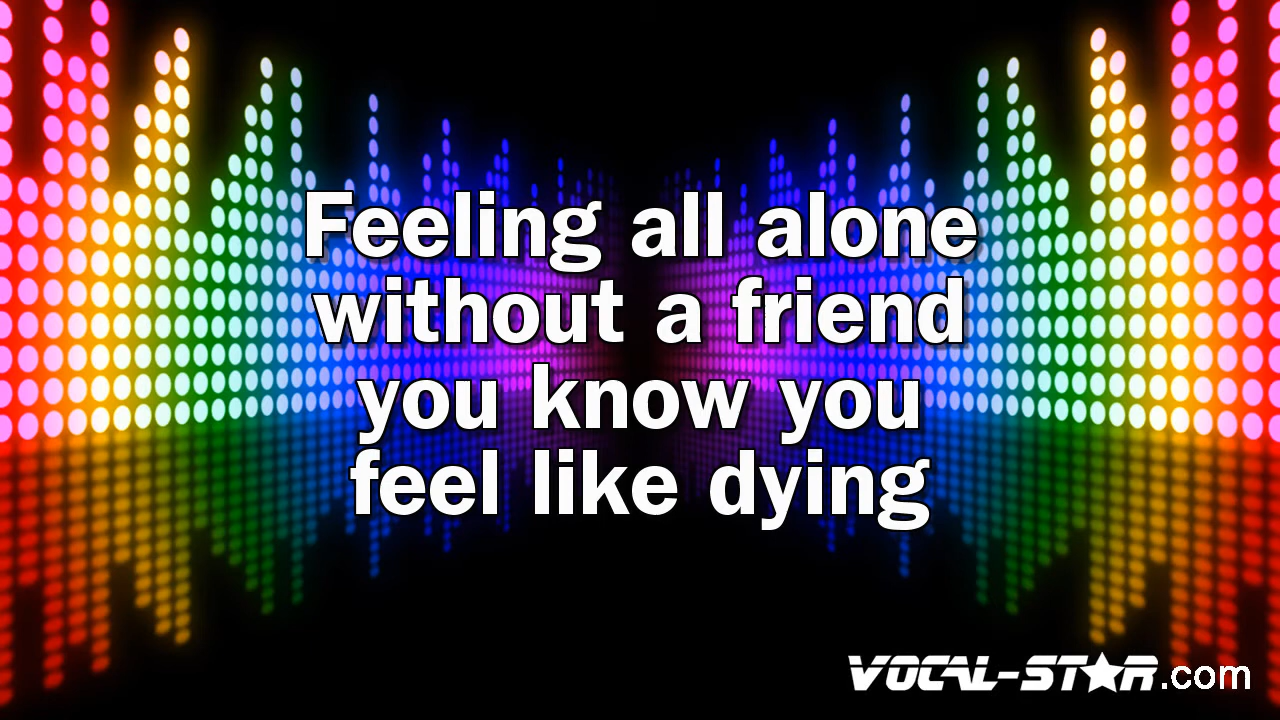 Feeling all alone
without a friend
you know you
feel like dying
VOCAL-STAR.com